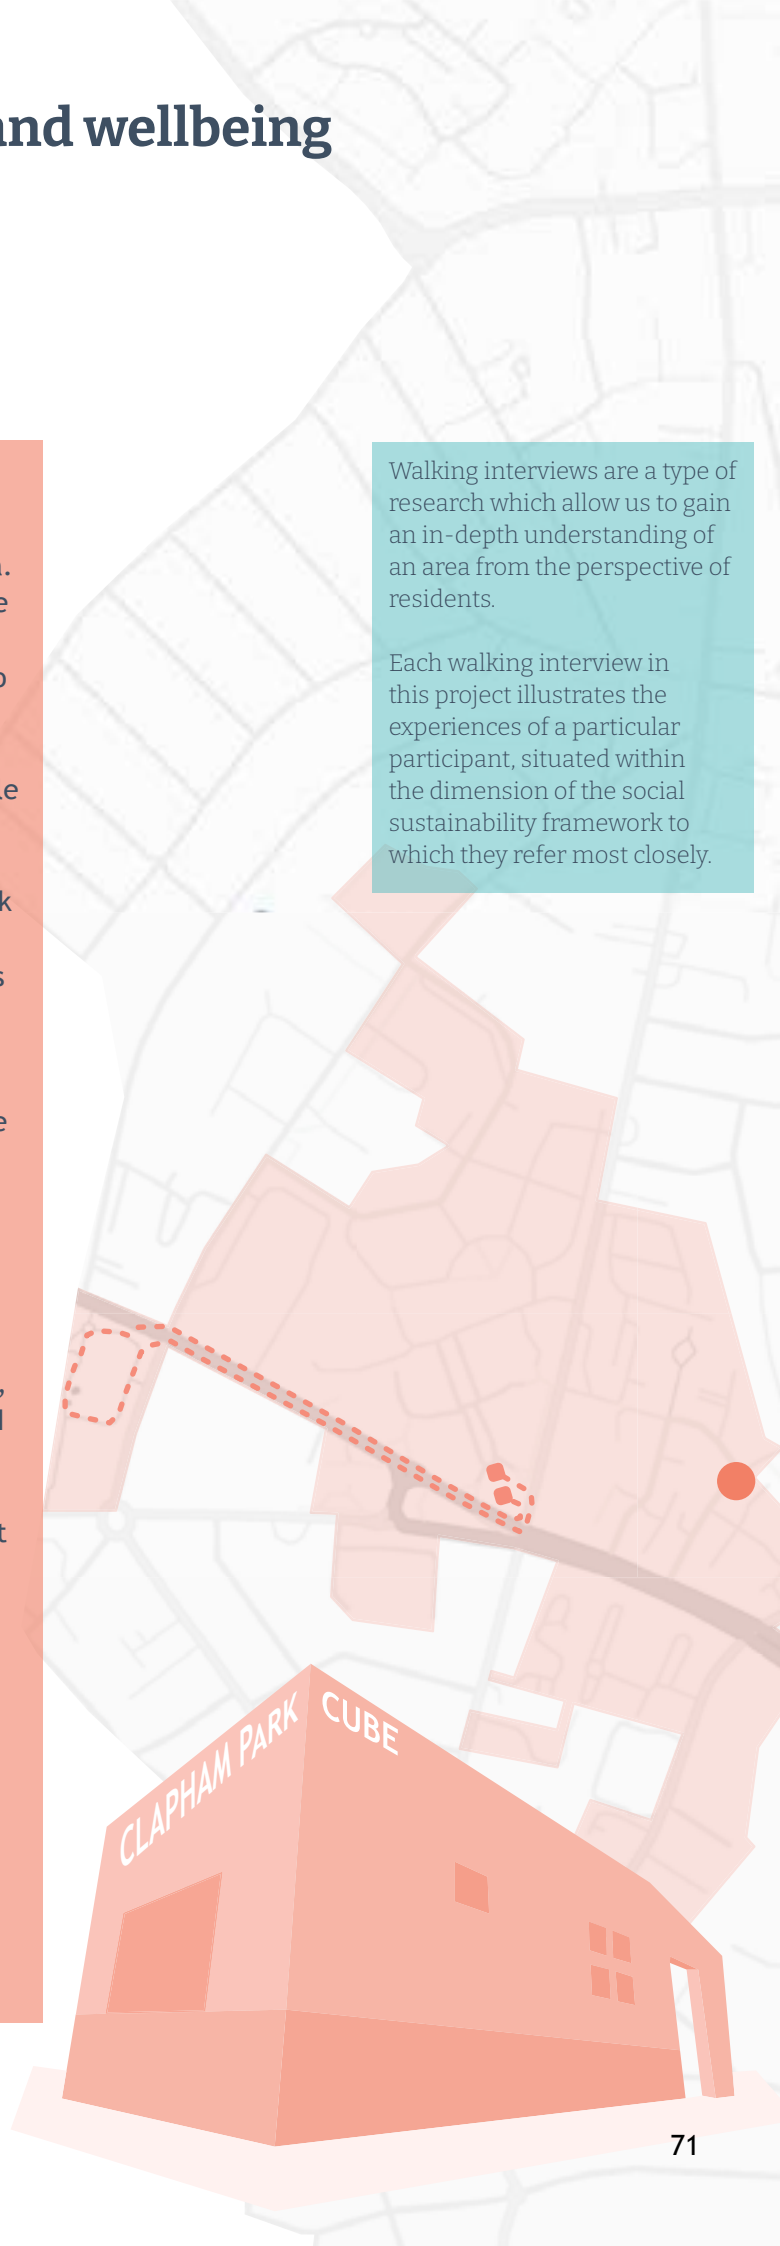 and wellbeing
Walking interviews are a type of
research which allow us to gain
an in-depth understanding of
an area from the perspective of
residents.
Each walking interview in
this project illustrates the
experiences of a particular
participant, situated within
the dimension of the social
sustainability framework to
which they refer most closely.
CLAPHAM PARK CUBE
71